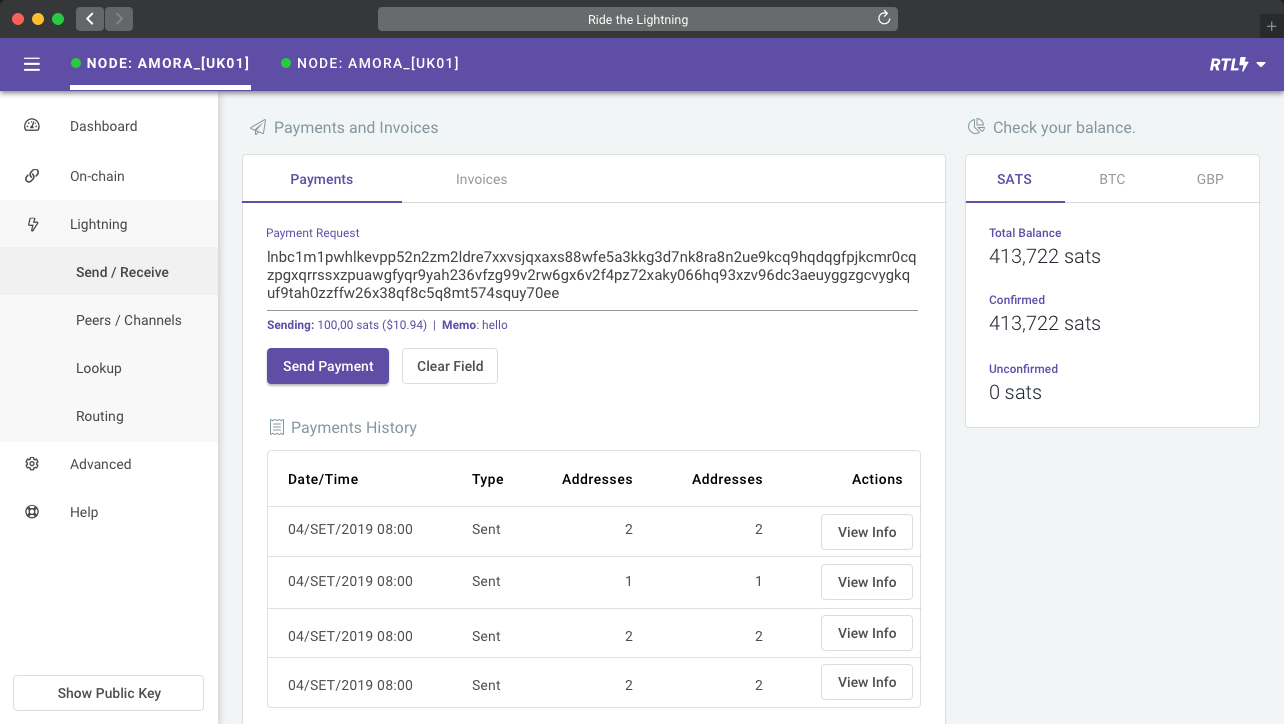 Ride the Lightning
NODE: AMORA_[UK01]
NODE: AMORA_[UK01]
RTL
Dashboard
On-chain
Lightning
Send / Receive
Peers / Channels
Lookup
Routing
Advanced
Help
Show Public Key
Payments and Invoices
Payments
Invoices
Payment Request
lnbc1m1pwhlkevpp52n2zm2ldre7xxvsjqxaxs88wfe5a3kkg3d7nk8ra8n2ue9kcq9hqdqgfpjkcmr0cq
zpgxqrrssxzpuawgfyqr9yah236vfzg99v2rw6gx6v2f4pz72xaky066hq93xzv96dc3aeuyggzgcvygkq
uf9tah0zzffw26x38qf8c5q8mt574squy70ee
Sending: 100,00 sats ($10.94) | Memo: hello
Send Payment
Clear Field
Payments History
Date/Time Type Addresses Addresses Actions
04/SET/2019 08:00 Sent 2 2 View Info
04/SET/2019 08:00 Sent 1 1 View Info
04/SET/2019 08:00 Sent 2 2 View Info
04/SET/2019 08:00 Sent 2 2 View Info
Check your balance.
SATS
BTC
GBP
Total Balance
413,722 sats
Confirmed
413,722 sats
Unconfirmed
0 sats